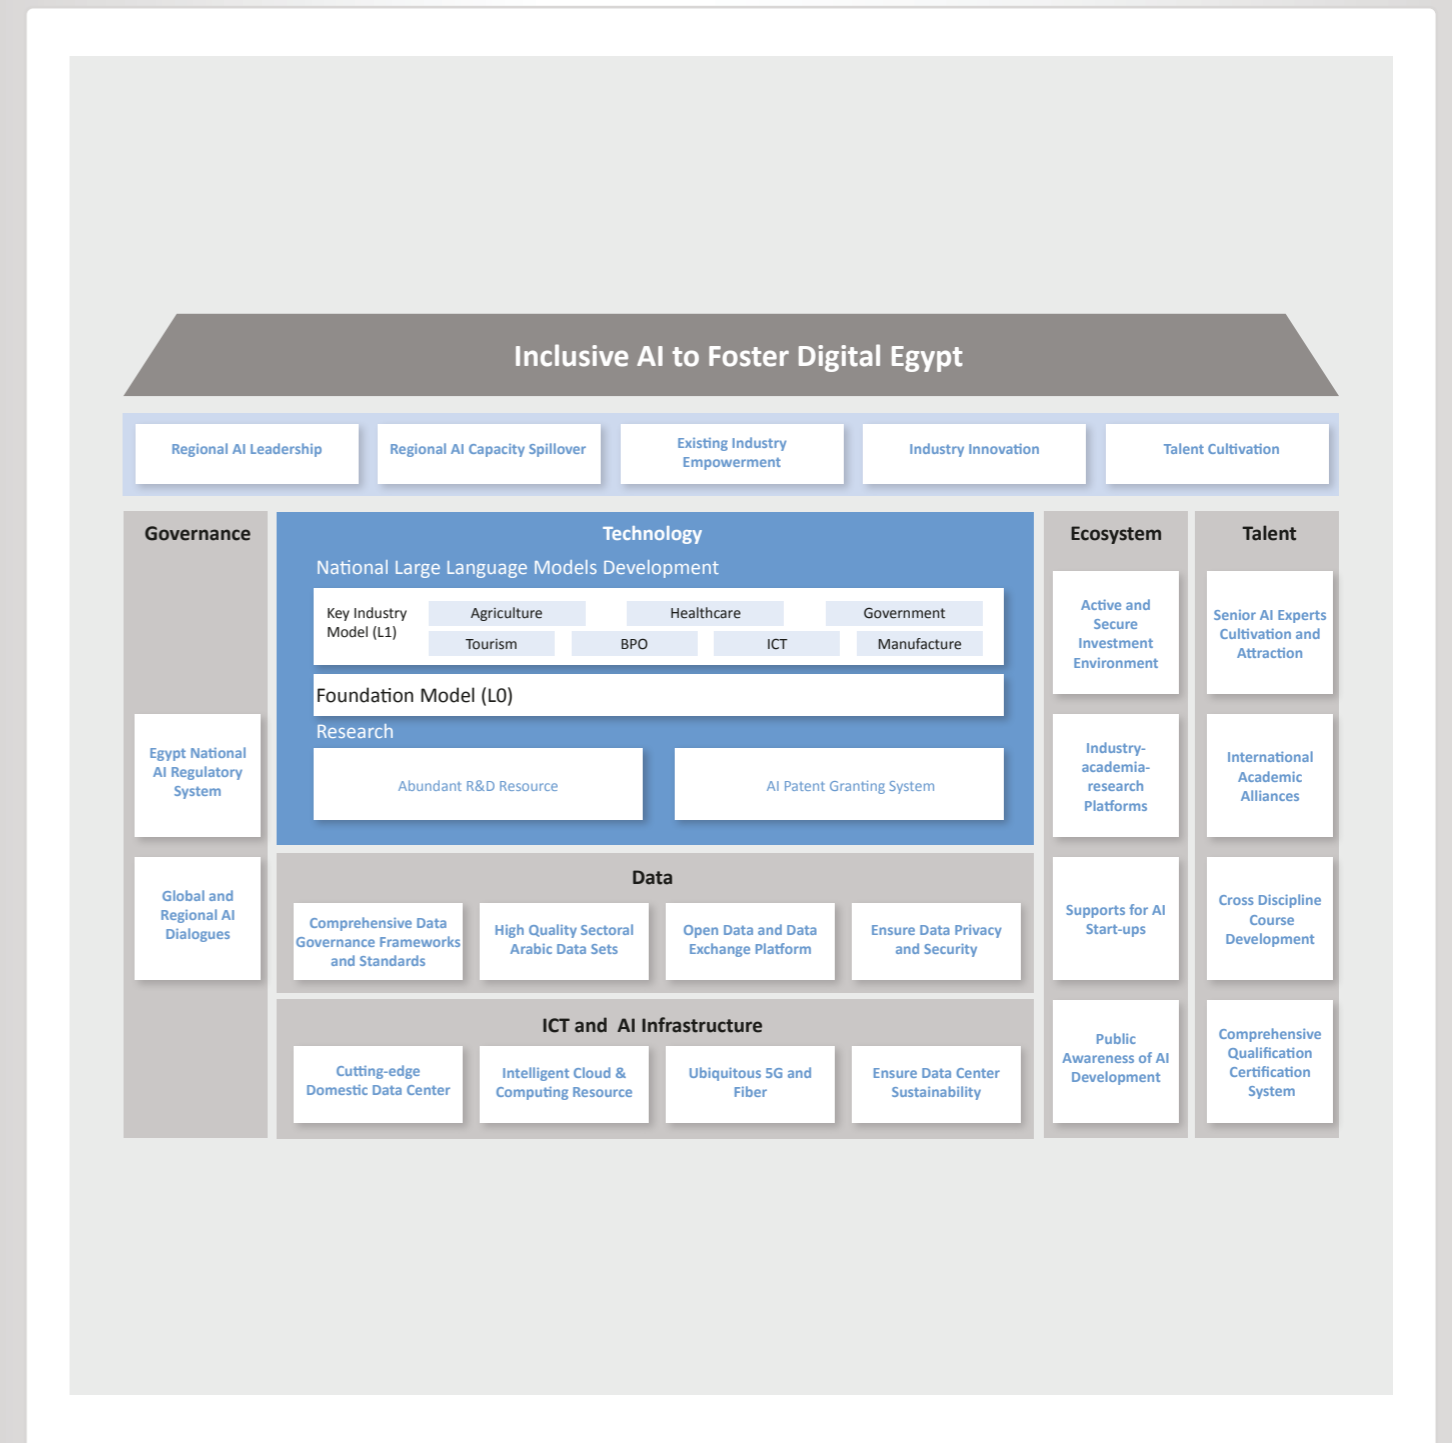 Inclusive AI to Foster Digital Egypt
Regional AI Leadership
Regional AI Capacity Spillover
Existing Industry
Empowerment
Industry Innovation
Talent Cultivation
Governance
Egypt National
AI Regulatory
System
Global and
Regional AI
Dialogues
Technology
National Large Language Models Development
Key Industry
Model (L1)
Agriculture
Healthcare
Government
Tourism
BPO
ICT
Manufacture
Foundation Model (L0)
Research
Abundant R&D Resource
AI Patent Granting System
Data
Comprehensive Data
Governance Frameworks
and Standards
High Quality Sectoral
Arabic Data Sets
Open Data and Data
Exchange Platform
Ensure Data Privacy
and Security
ICT and AI Infrastructure
Cutting-edge
Domestic Data Center
Intelligent Cloud &
Computing Resource
Ubiquitous 5G and
Fiber
Ensure Data Center
Sustainability
Ecosystem
Active and
Secure
Investment
Environment
Industry-
academia-
research
Platforms
Supports for AI
Start-ups
Public
Awareness of AI
Development
Talent
Senior AI Experts
Cultivation and
Attraction
International
Academic
Alliances
Cross Discipline
Course
Development
Comprehensive
Qualification
Certification
System